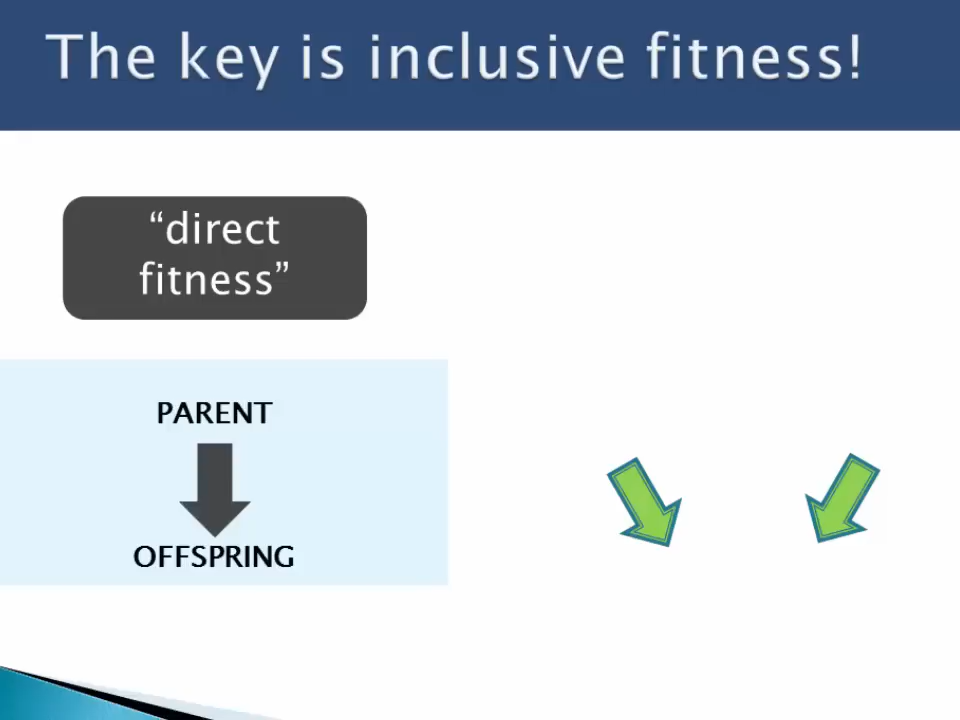 The key is inclusive fitness!
“direct
fitness”
PARENT
OFFSPRING